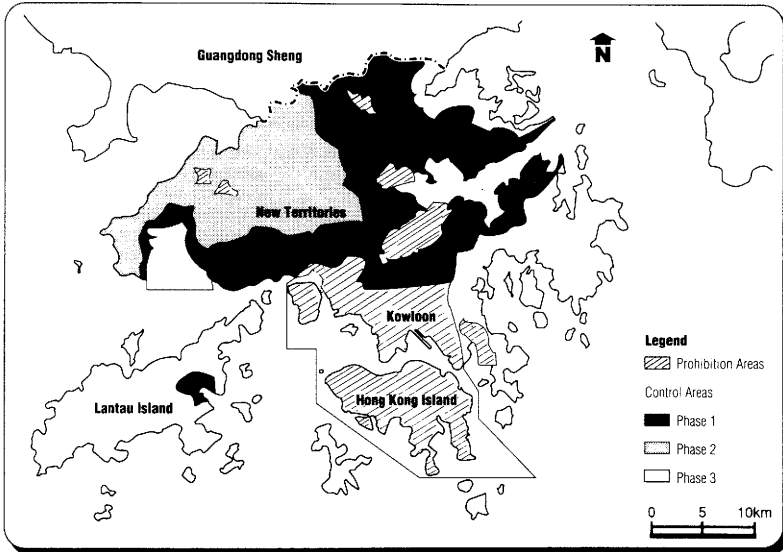 Guangdong Sheng
N
New Territories
Kowloon
Lantau Island
Hong Kong Island
Legend
Prohibition Areas
Control Areas
Phase 1
Phase 2
Phase 3
0 5 10km